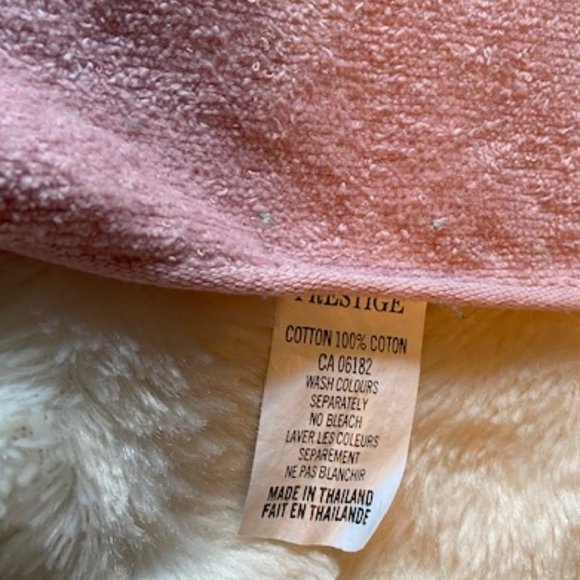 PRESTIGE
COTTON 100% COTON
CA 06182
WASH COLOURS
SEPARATELY
NO BLEACH
LAVER LES COLEURS
SEPAREMENT
NE PAS BLANCHIR
MADE IN THAILAND
FAIT EN THAILANDE